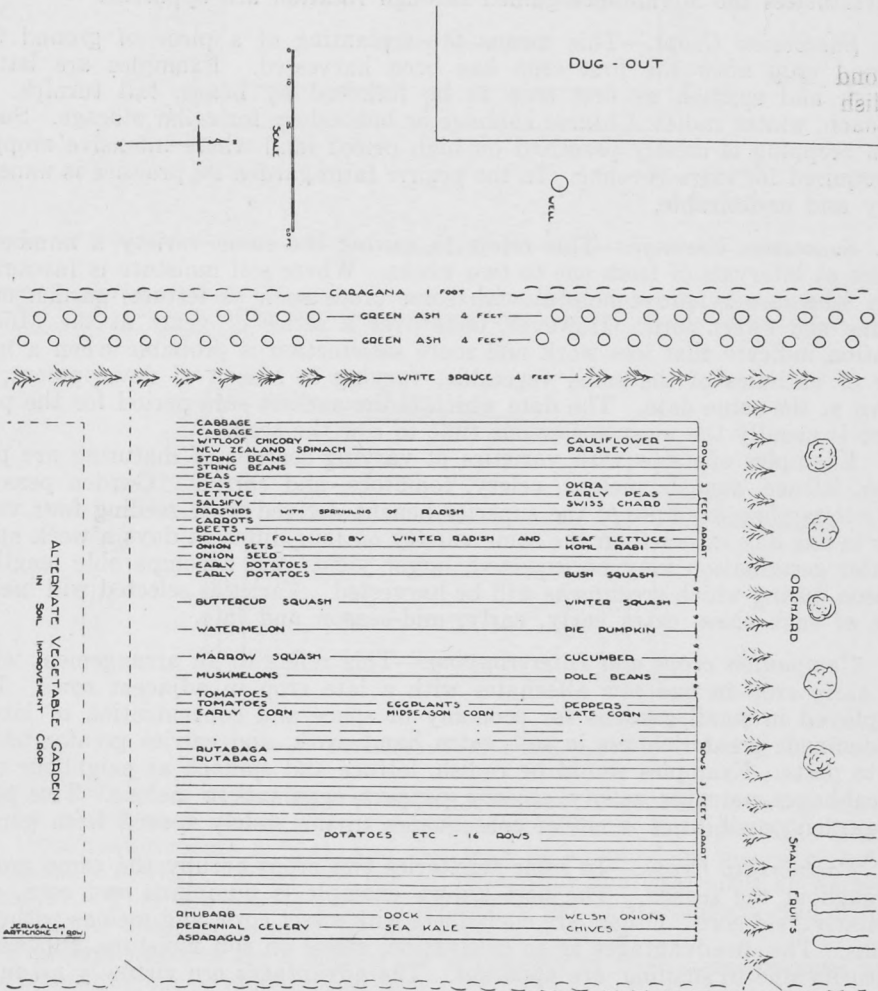 DUG-OUT
SCALE
WELL
CARAGANA 1 FOOT
GREEN ASH 4 FEET
GREEN ASH 4 FEET
WHITE SPRUCE 4 FEET
CABBAGE
CABBAGE
WITLOOF CHICORY CAULIFLOWER
NEW ZEALAND SPINACH PARSLEY
STRING BEANS
STRING BEANS
PEAS
PEAS OKRA
LETTUCE EARLY PEAS
SALSIFY SWISS CHARD
PARSNIPS WITH SPRINKLING OF RADISH
CARROTS
BEETS
SPINACH FOLLOWED BY WINTER RADISH AND LEAF LETTUCE
ONION SETS KOHL RABI
ONION SEED
EARLY POTATOES
EARLY POTATOES BUSH SQUASH
BUTTERCUP SQUASH WINTER SQUASH
WATERMELON PIE PUMPKIN
MARROW SQUASH CUCUMBER
MUSKMELONS POLE BEANS
TOMATOES
TOMATOES EGGPLANTS PEPPERS
EARLY CORN MIDSEASON CORN LATE CORN
RUTABAGA
RUTABAGA
POTATOES ETC - 16 ROWS
RHUBARB DOCK WELSH ONIONS
PERENNIAL CELERY SEA KALE CHIVES
ASPARAGUS
ROWS 3 FEET APART
ROWS 3 FEET APART
ORCHARD
SMALL FRUITS
ALTERNATE VEGETABLE GARDEN
IN SOIL IMPROVEMENT CROP
JERUSALEM
ARTICHOKE 1 ROW